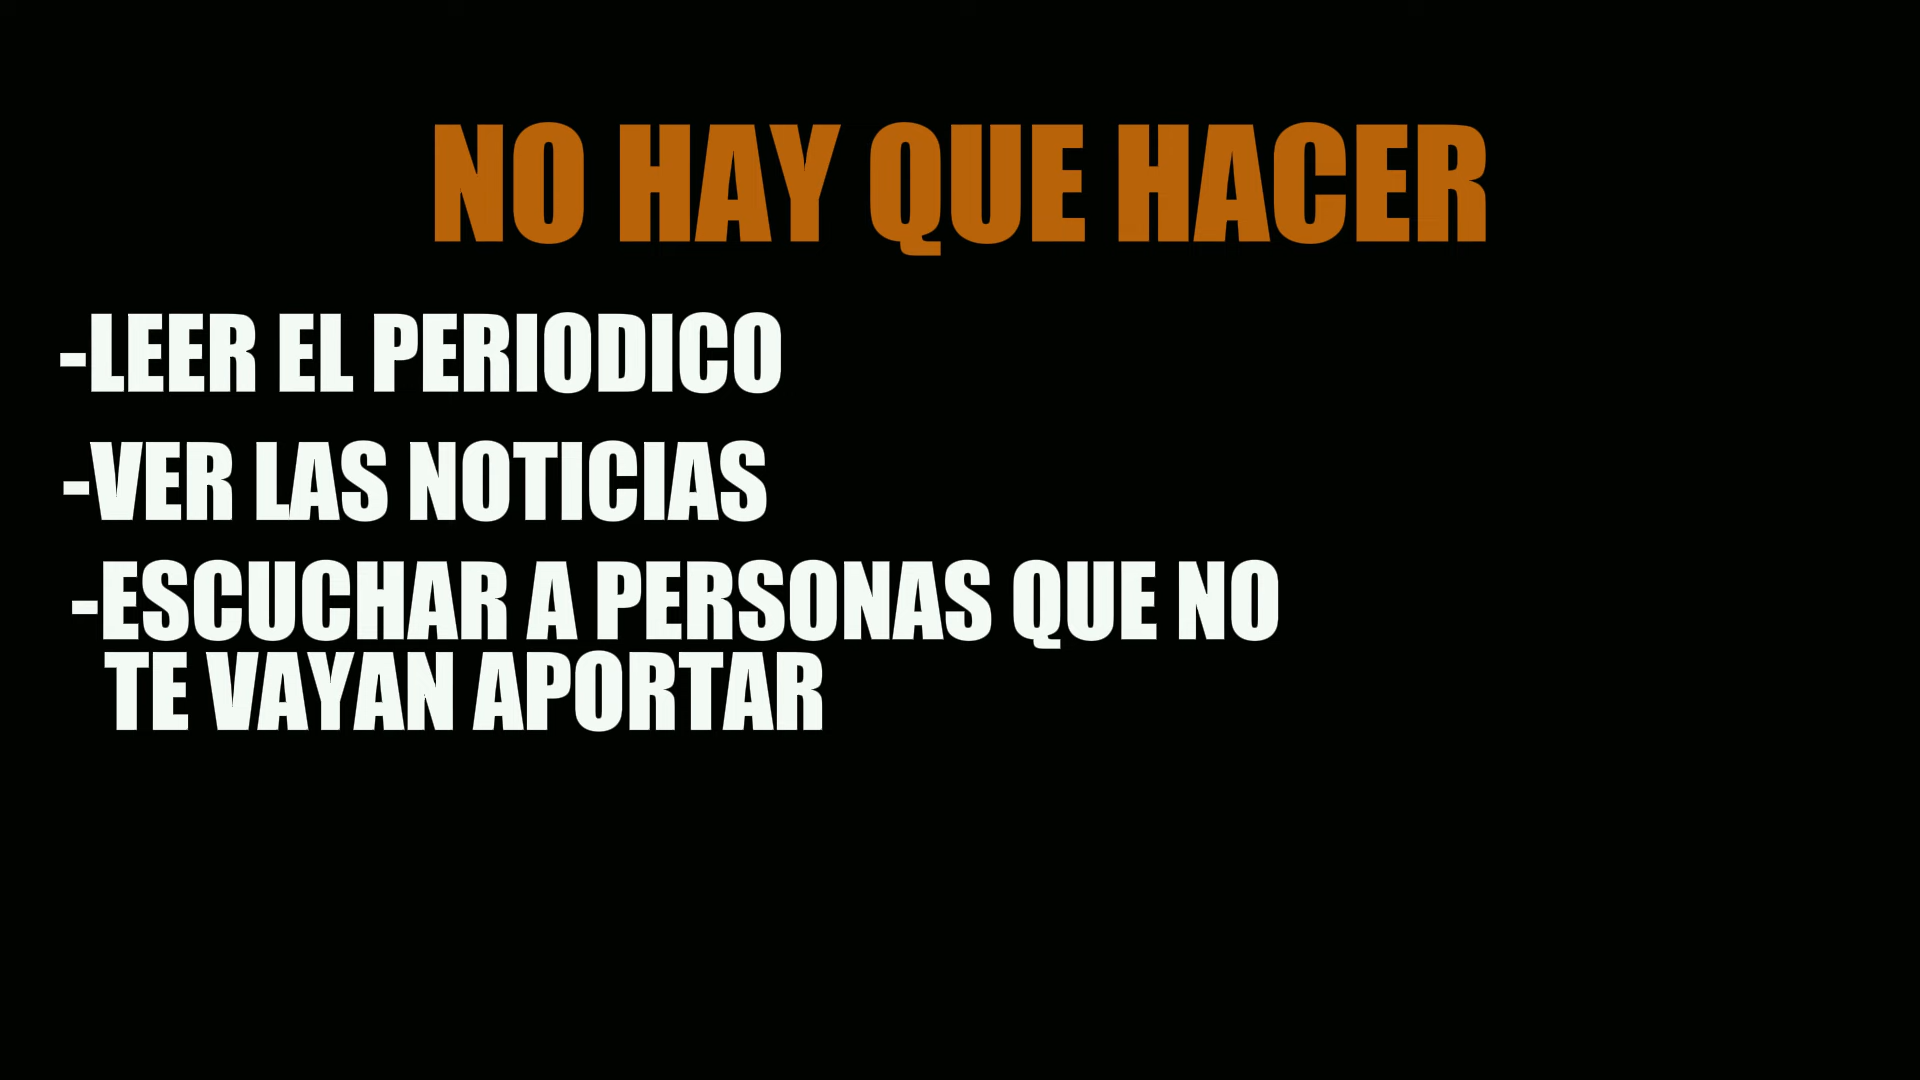 NO HAY QUE HACER
-LEER EL PERIODICO
-VER LAS NOTICIAS
-ESCUCHAR A PERSONAS QUE NO
TE VAYAN APORTAR